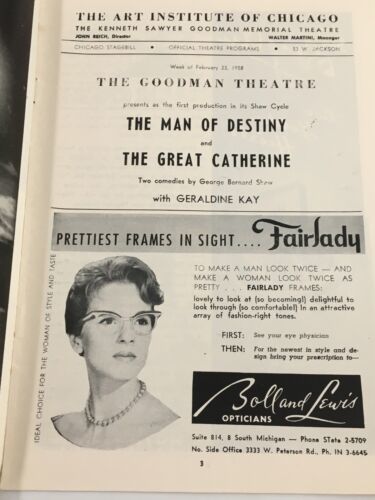 THE ART INSTITUTE OF CHICAGO
THE KENNETH SAWYER GOODMAN MEMORIAL THEATRE
JOHN REICH, Director WALTER MARTINI, Manager
CHICAGO STAGEBILL • OFFICIAL THEATRE PROGRAMS • 53 W. JACKSON
Week of February 23, 1958
THE GOODMAN THEATRE
presents as the first production in its Shaw Cycle
THE MAN OF DESTINY
and
THE GREAT CATHERINE
Two comedies by George Bernard Shaw
with GERALDINE KAY
PRETTIEST FRAMES IN SIGHT.... Fairlady
IDEAL CHOICE FOR THE WOMAN OF STYLE AND TASTE
TO MAKE A MAN LOOK TWICE — AND
MAKE A WOMAN LOOK TWICE AS
PRETTY . . . FAIRLADY FRAMES:
lovely to look at (so becoming!) delightful to
look through (so comfortable!) In an attractive
array of fashion-right tones.
FIRST: See your eye physician
THEN: For the newest in style and de-
sign bring your prescription to—
Bolland Lewis
OPTICIANS
Suite 814, 8 South Michigan — Phone STate 2-5709
No. Side Office 3333 W. Peterson Rd., Ph. IN 3-6645
3